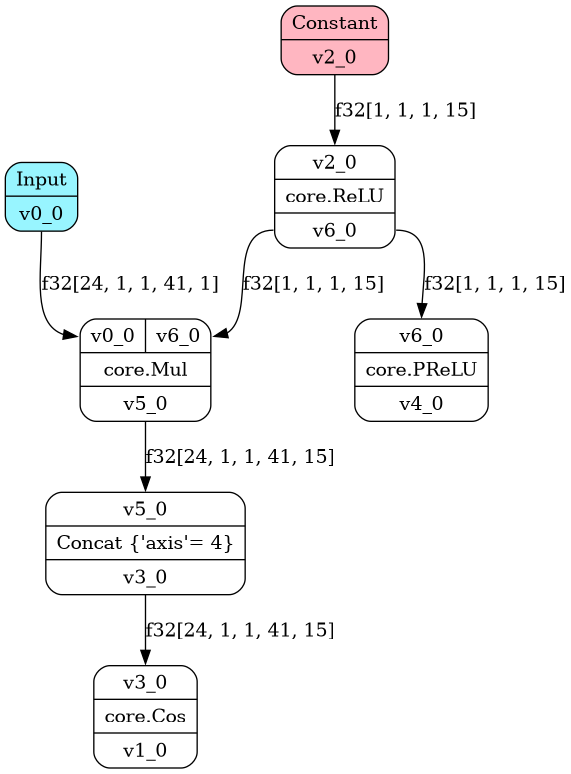 Constant
v2_0
f32[1, 1, 1, 15]
Input
v0_0
v2_0
core.ReLU
v6_0
f32[24, 1, 1, 41, 1]
f32[1, 1, 1, 15]
f32[1, 1, 1, 15]
v0_0 v6_0
core.Mul
v5_0
v6_0
core.PReLU
v4_0
f32[24, 1, 1, 41, 15]
v5_0
Concat {'axis'= 4}
v3_0
f32[24, 1, 1, 41, 15]
v3_0
core.Cos
v1_0